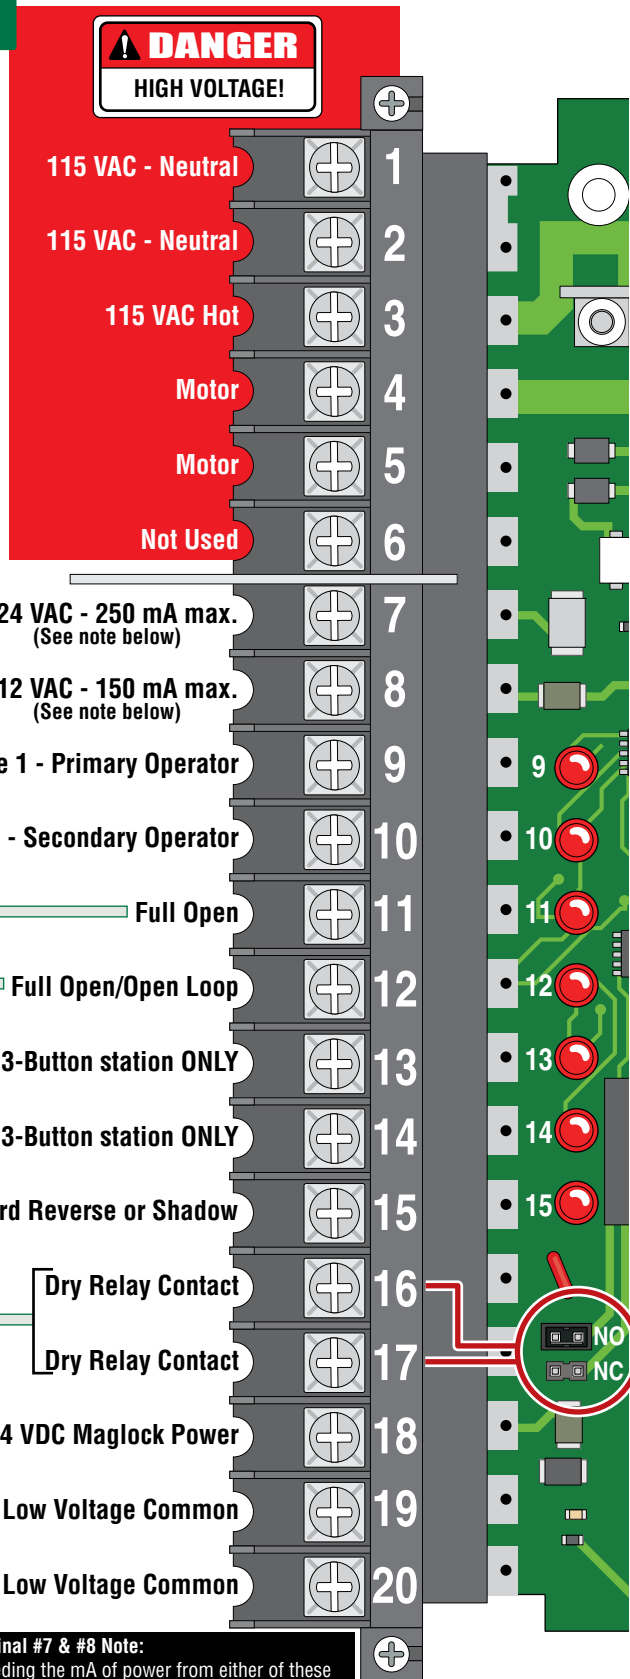 DANGER
HIGH VOLTAGE!
115 VAC - Neutral 1
115 VAC - Neutral 2
115 VAC Hot 3
Motor 4
Motor 5
Not Used 6
24 VAC - 250 mA max. 7
(See note below)
12 VAC - 150 mA max. 8
(See note below)
1 - Primary Operator 9 9
- Secondary Operator 10 10
Full Open 11 11
Full Open/Open Loop 12 12
3-Button station ONLY 13 13
3-Button station ONLY 14 14
Reverse or Shadow 15 15
Dry Relay Contact 16
NO
Dry Relay Contact 17
NC
4 VDC Maglock Power 18
Low Voltage Common 19
Low Voltage Common 20
#7 & #8 Note:
the mA of power from either of these